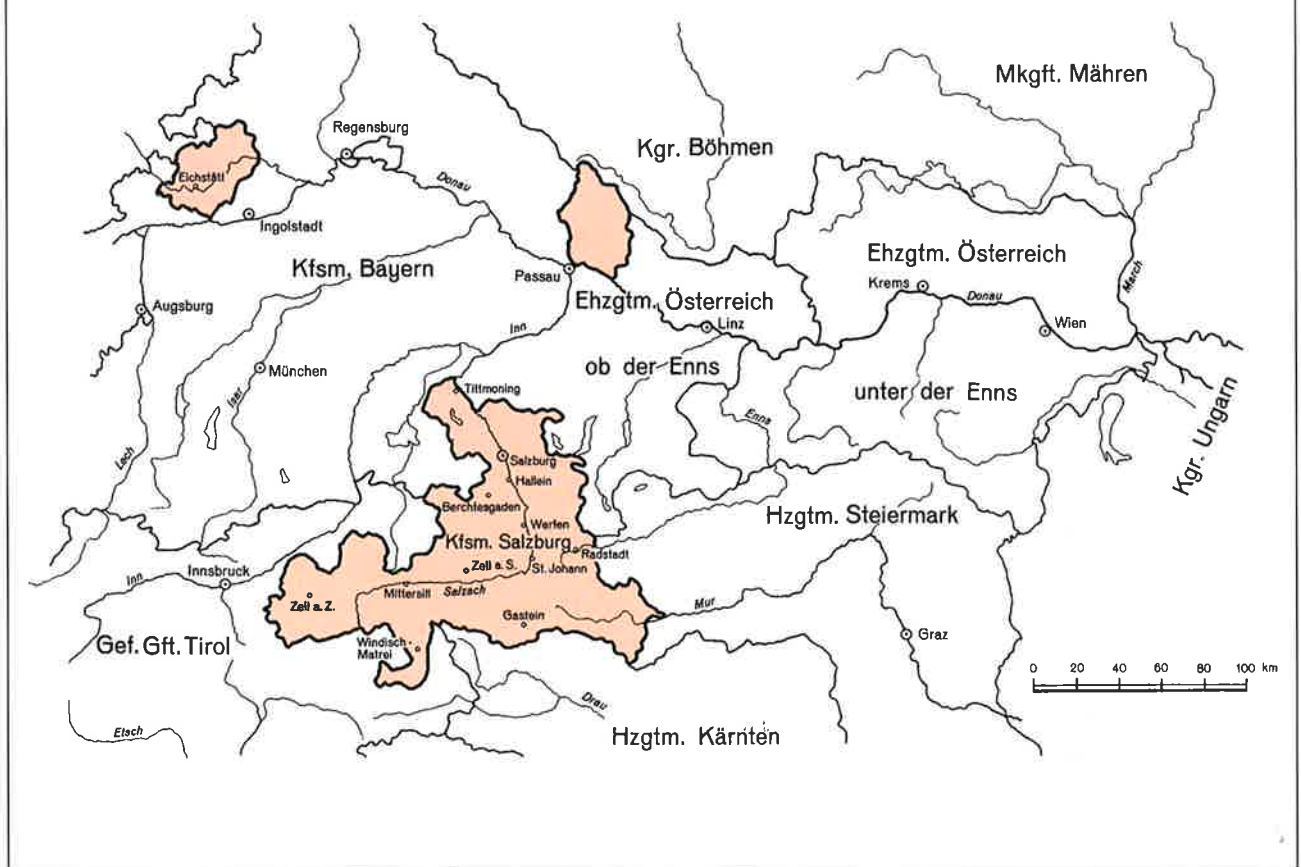 Mkgft. Mähren
Regensburg
Kgr. Böhmen
Eichstätt
Donau
Ingolstadt
Ehzgtm. Österreich
Kfsm. Bayern
Passau
March
Krems
Donau
Ehzgtm. Österreich
Augsburg
Linz
Wien
Inn
ob der Enns
München
Isar
Tittmoning
unter der Enns
Enns
Kgr. Ungarn
Lech
Salzburg
Hallein
Berchtesgaden
Werfen
Hzgtm. Steiermark
Kfsm. Salzburg
Radstadt
Zell a. S.
St. Johann
Inn
Innsbruck
Mittersill
Salzach
Zell a. Z.
Mur
Gastein
Graz
Gef. Gft. Tirol
Windisch-
Matrei
0 20 40 60 80 100 km
Drau
Etsch
Hzgtm. Kärnten